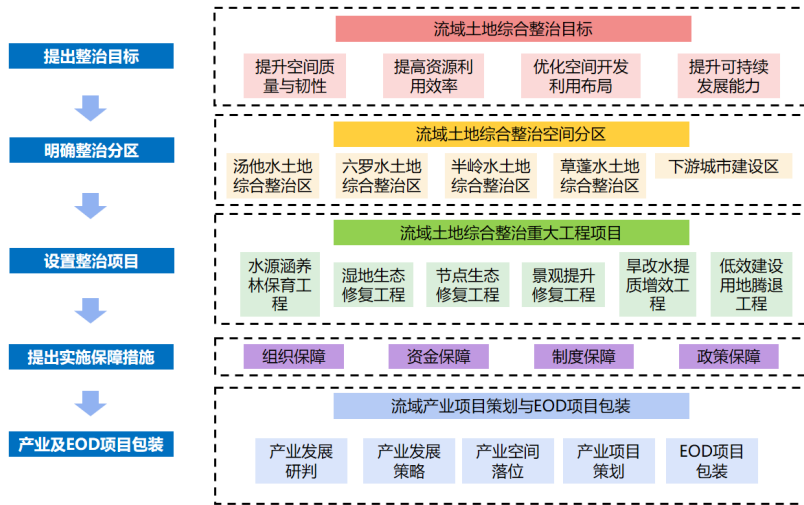 提出整治目标
流域土地综合整治目标
提升空间质
量与韧性
提高资源利
用效率
优化空间开发
利用布局
提升可持续
发展能力
明确整治分区
流域土地综合整治空间分区
汤他水土地
综合整治区
六罗水土地
综合整治区
半岭水土地
综合整治区
草蓬水土地
综合整治区
下游城市建设区
设置整治项目
流域土地综合整治重大工程项目
水源涵养
林保育工
程
湿地生态
修复工程
节点生态
修复工程
景观提升
修复工程
旱改水提
质增效工
程
低效建设
用地腾退
工程
提出实施保障措施
组织保障
资金保障
制度保障
政策保障
产业及EOD项目包装
流域产业项目策划与EOD项目包装
产业发展
研判
产业发展
策略
产业空间
落位
产业项目
策划
EOD项目
包装